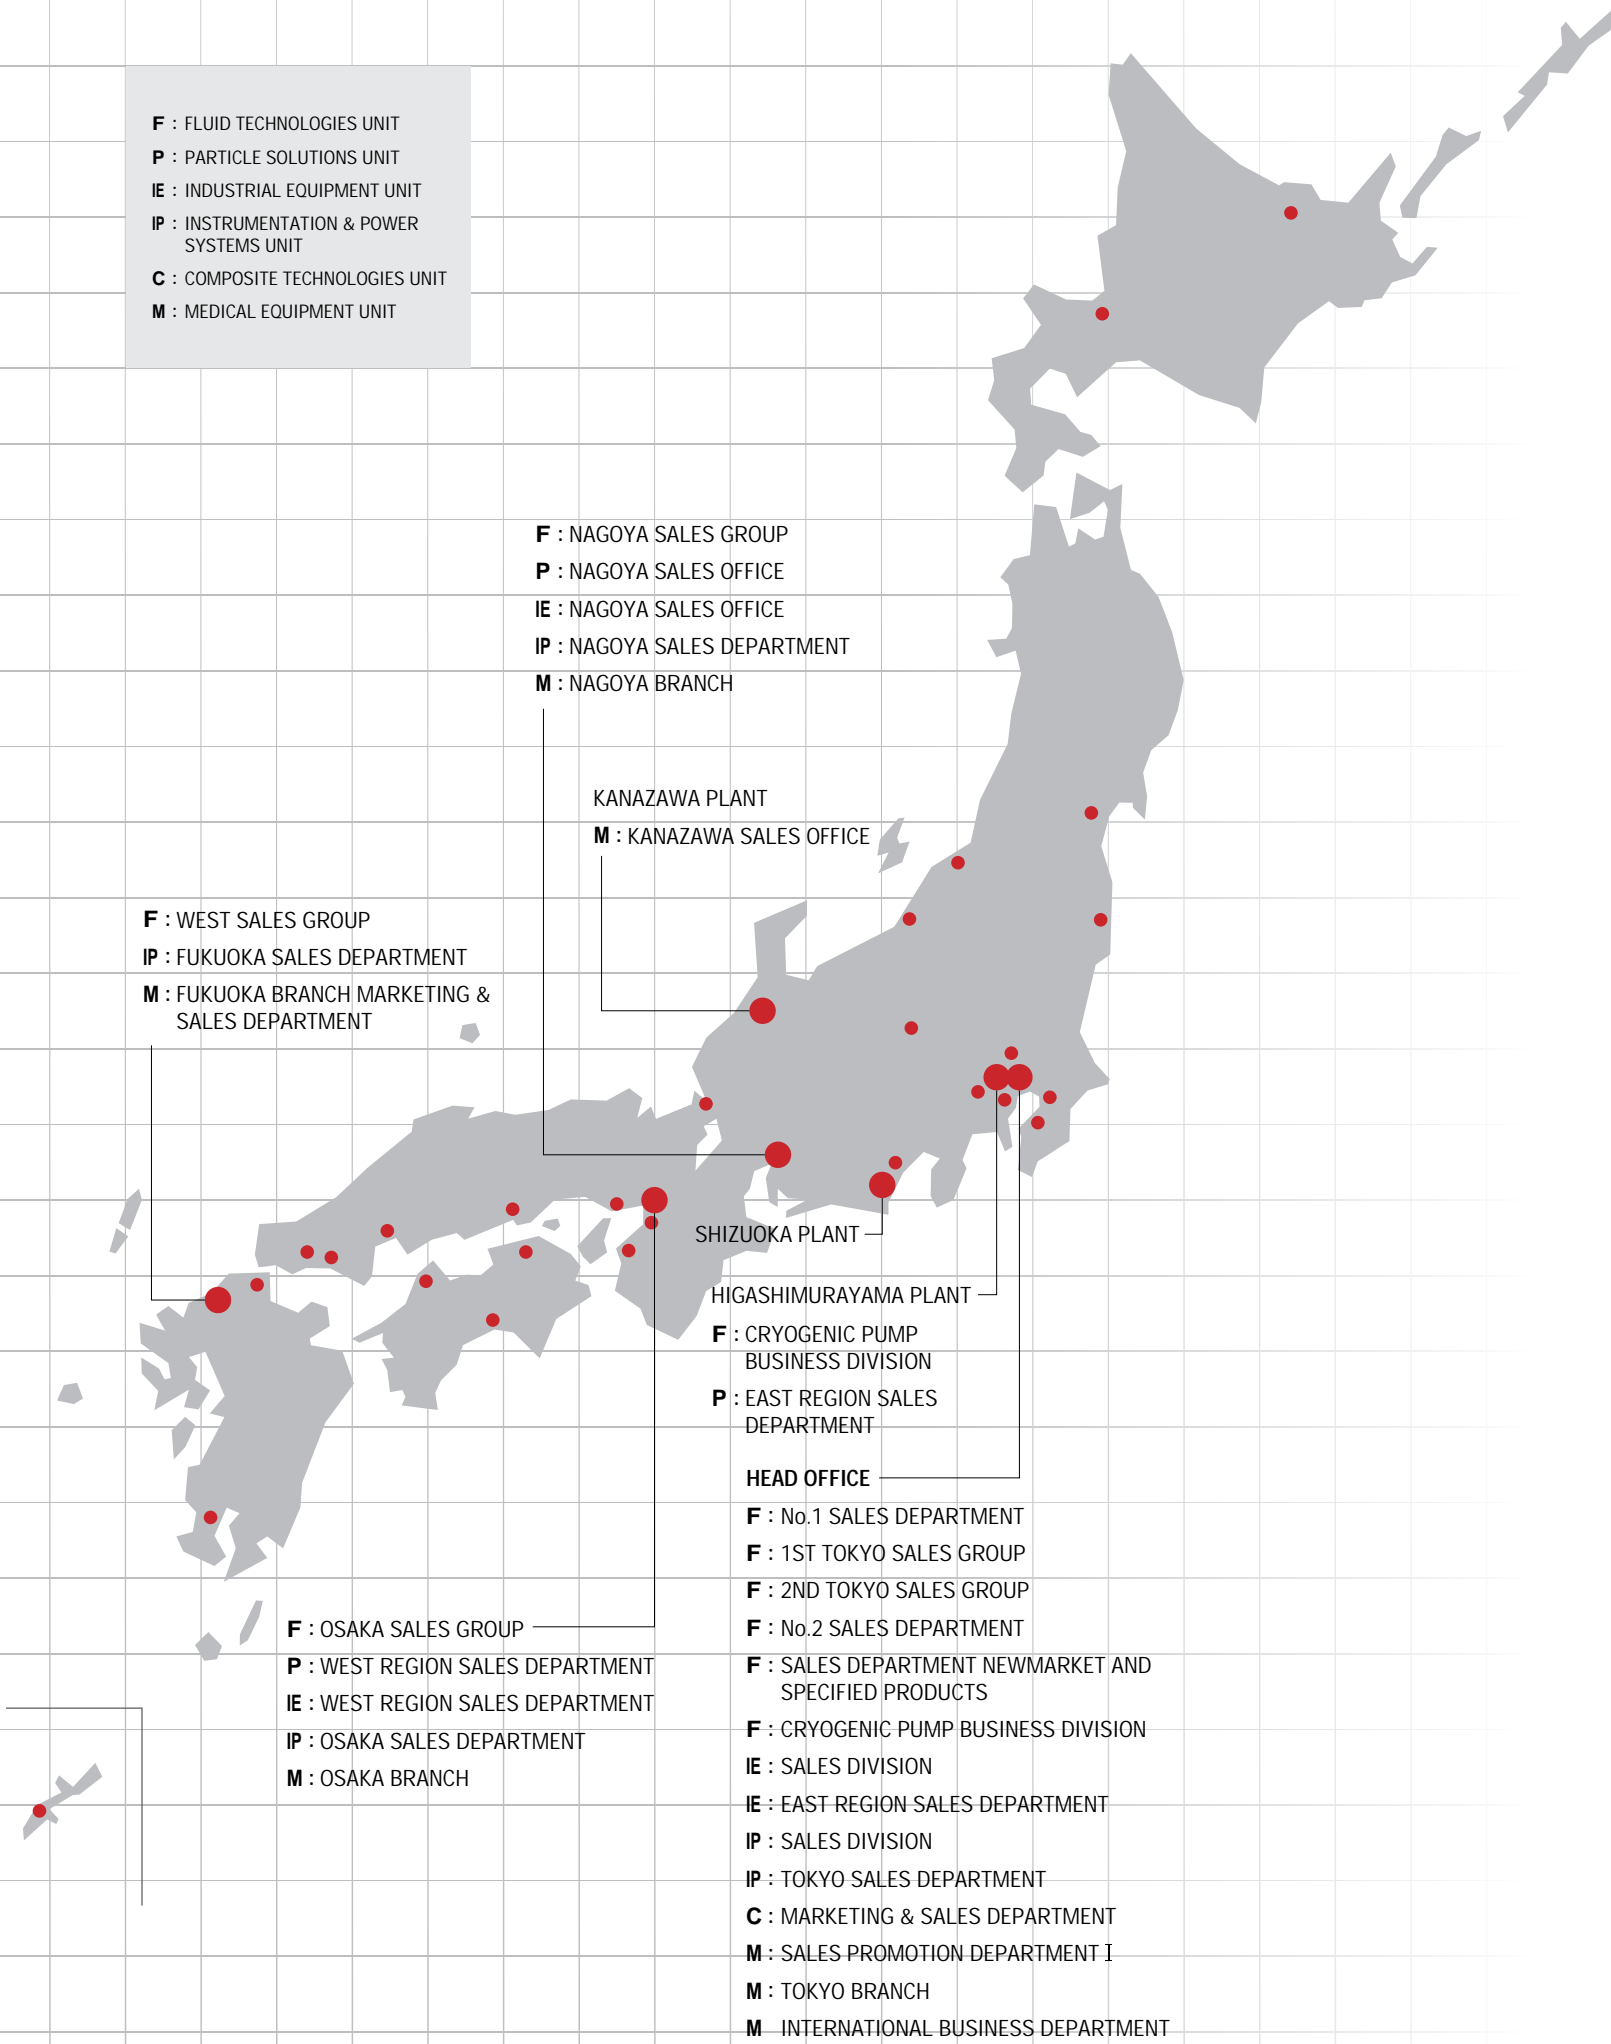 F : FLUID TECHNOLOGIES UNIT
P : PARTICLE SOLUTIONS UNIT
IE : INDUSTRIAL EQUIPMENT UNIT
IP : INSTRUMENTATION & POWER
SYSTEMS UNIT
C : COMPOSITE TECHNOLOGIES UNIT
M : MEDICAL EQUIPMENT UNIT
F : NAGOYA SALES GROUP
P : NAGOYA SALES OFFICE
IE : NAGOYA SALES OFFICE
IP : NAGOYA SALES DEPARTMENT
M : NAGOYA BRANCH
KANAZAWA PLANT
M : KANAZAWA SALES OFFICE
F : WEST SALES GROUP
IP : FUKUOKA SALES DEPARTMENT
M : FUKUOKA BRANCH MARKETING &
SALES DEPARTMENT
SHIZUOKA PLANT
HIGASHIMURAYAMA PLANT
F : CRYOGENIC PUMP
BUSINESS DIVISION
P : EAST REGION SALES
DEPARTMENT
HEAD OFFICE
F : No.1 SALES DEPARTMENT
F : 1ST TOKYO SALES GROUP
F : 2ND TOKYO SALES GROUP
F : No.2 SALES DEPARTMENT
F : SALES DEPARTMENT NEWMARKET AND
SPECIFIED PRODUCTS
F : CRYOGENIC PUMP BUSINESS DIVISION
IE : SALES DIVISION
IE : EAST REGION SALES DEPARTMENT
IP : SALES DIVISION
IP : TOKYO SALES DEPARTMENT
C : MARKETING & SALES DEPARTMENT
M : SALES PROMOTION DEPARTMENT I
M : TOKYO BRANCH
M INTERNATIONAL BUSINESS DEPARTMENT
F : OSAKA SALES GROUP
P : WEST REGION SALES DEPARTMENT
IE : WEST REGION SALES DEPARTMENT
IP : OSAKA SALES DEPARTMENT
M : OSAKA BRANCH